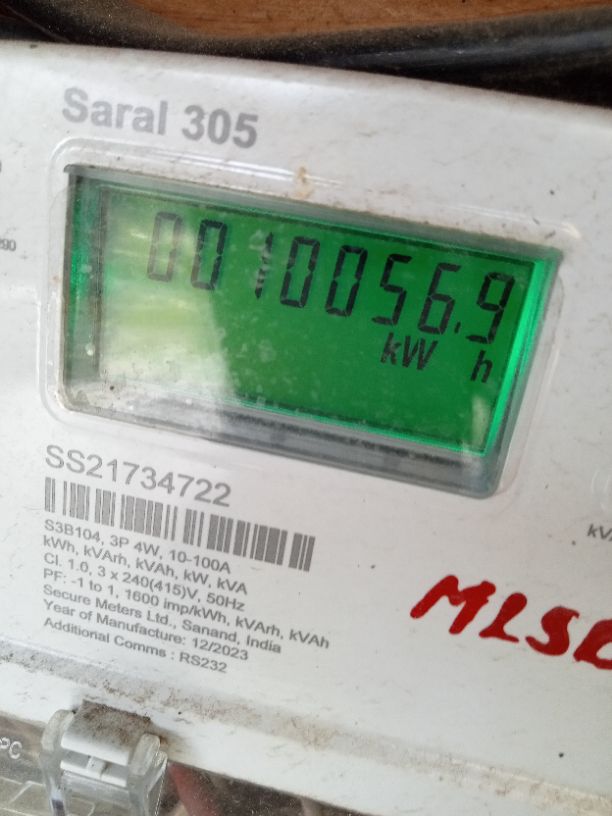 Saral 305
0010056.9
kW h
SS21734722
S3B104, 3P 4W, 10-100A
kWh, kVArh, kVAh, kW, kVA
Cl. 1.0, 3 x 240(415)V, 50Hz
PF: -1 to 1, 1600 imp/kWh, kVArh, kVAh
Secure Meters Ltd., Sanand, India
Year of Manufacture: 12/2023
Additional Comms : RS232